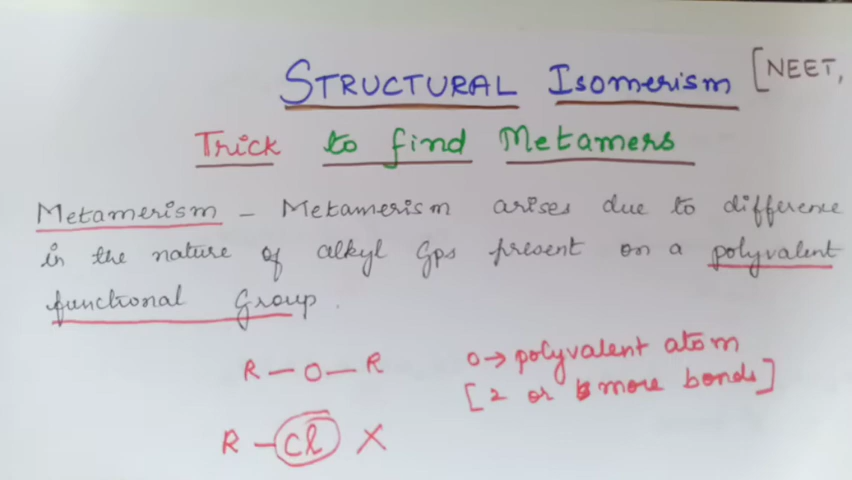 STRUCTURAL Isomerism [NEET,
Trick to find Metamers
Metamerism - Metamerism arises due to difference
in the nature of alkyl Gps present on a polyvalent
functional Group.
R-O-R O→polyvalent atom
[2 or more bonds]
R-Cl X